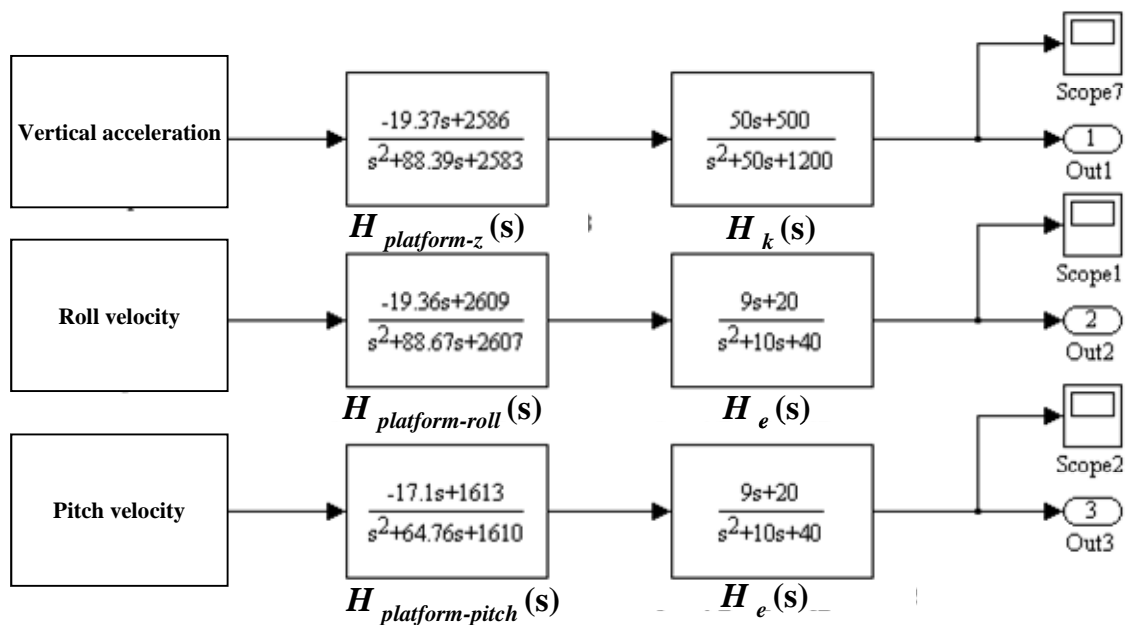 Vertical acceleration
-19.37s+2586
s²+88.39s+2583
H platform-z (s)
50s+500
s²+50s+1200
H k (s)
Scope7
1
Out1
Roll velocity
-19.36s+2609
s²+88.67s+2607
H platform-roll (s)
9s+20
s²+10s+40
H e (s)
Scope1
2
Out2
Pitch velocity
-17.1s+1613
s²+64.76s+1610
H platform-pitch (s)
9s+20
s²+10s+40
H e (s)
Scope2
3
Out3